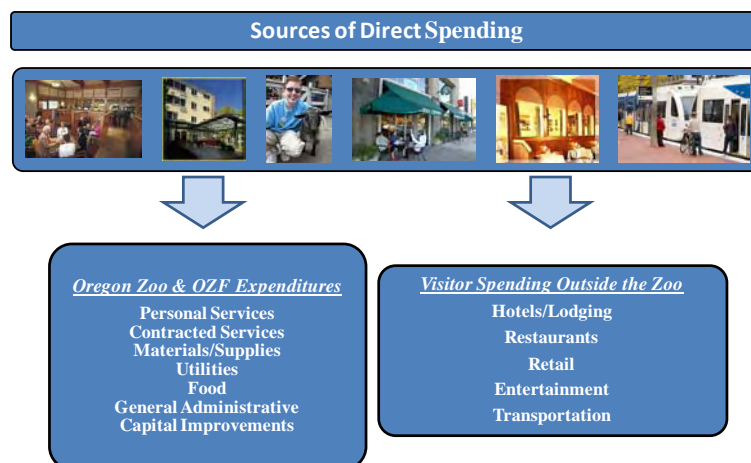 Sources of Direct Spending
Oregon Zoo & OZF Expenditures
Personal Services
Contracted Services
Materials/Supplies
Utilities
Food
General Administrative
Capital Improvements
Visitor Spending Outside the Zoo
Hotels/Lodging
Restaurants
Retail
Entertainment
Transportation